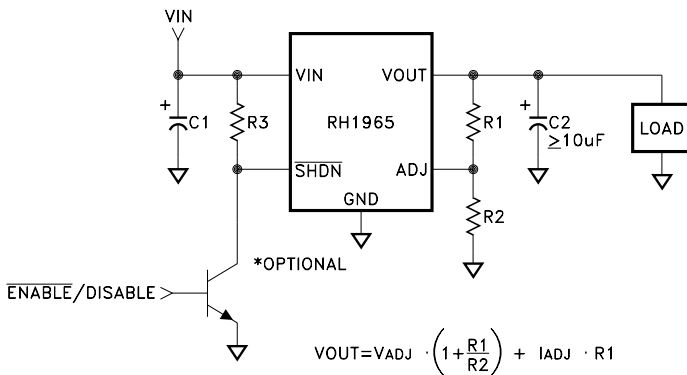 VIN
VIN
VOUT
+
C1
R3
RH1965
R1
+
C2
≥10uF
LOAD
SHDN
ADJ
GND
R2
*OPTIONAL
ENABLE/DISABLE
VOUT=VADJ · (1+R1/R2) + IADJ · R1